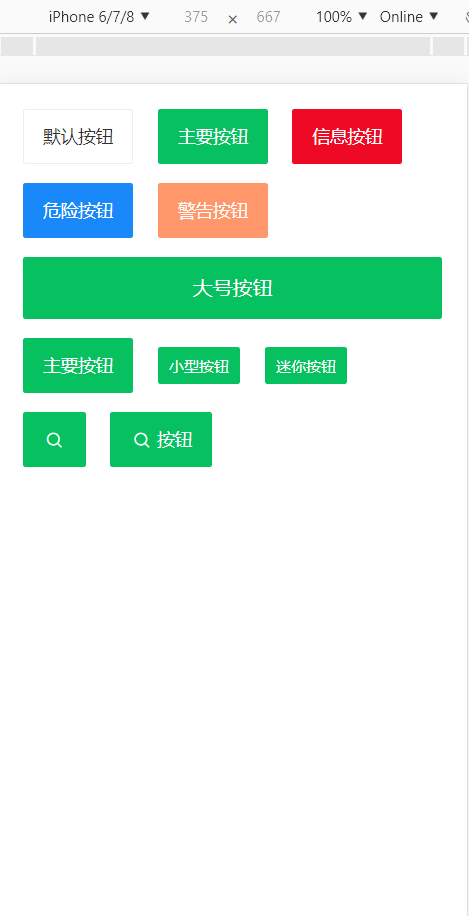 iPhone 6/7/8 ▼ 375 × 667 100% ▼ Online ▼
默认按钮 主要按钮 信息按钮
危险按钮 警告按钮
大号按钮
主要按钮 小型按钮 迷你按钮
按钮